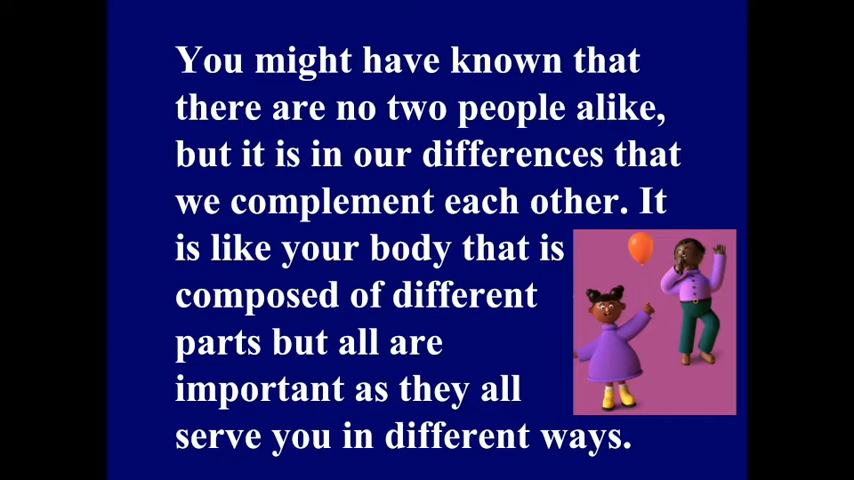 You might have known that
there are no two people alike,
but it is in our differences that
we complement each other. It
is like your body that is
composed of different
parts but all are
important as they all
serve you in different ways.